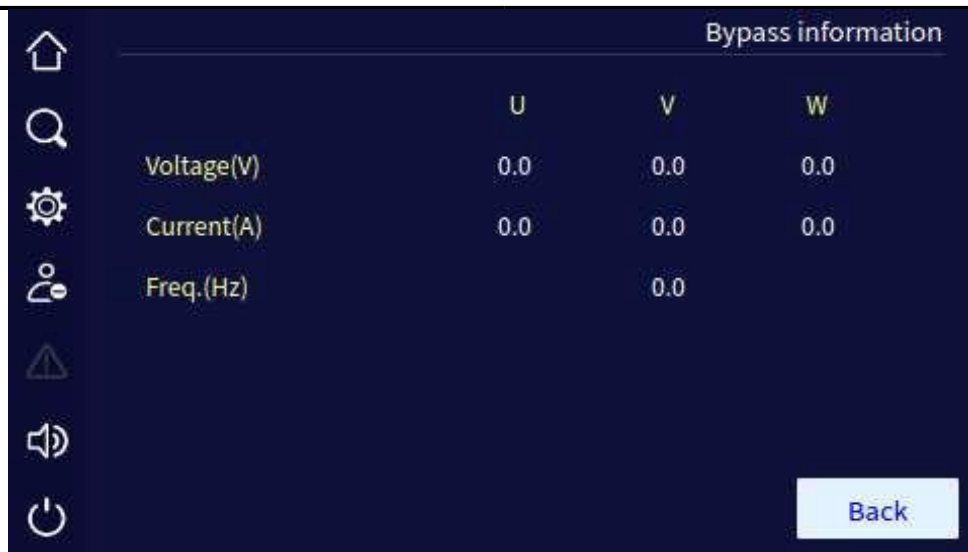 Bypass information
U V W
Voltage(V) 0.0 0.0 0.0
Current(A) 0.0 0.0 0.0
Freq.(Hz) 0.0
Back